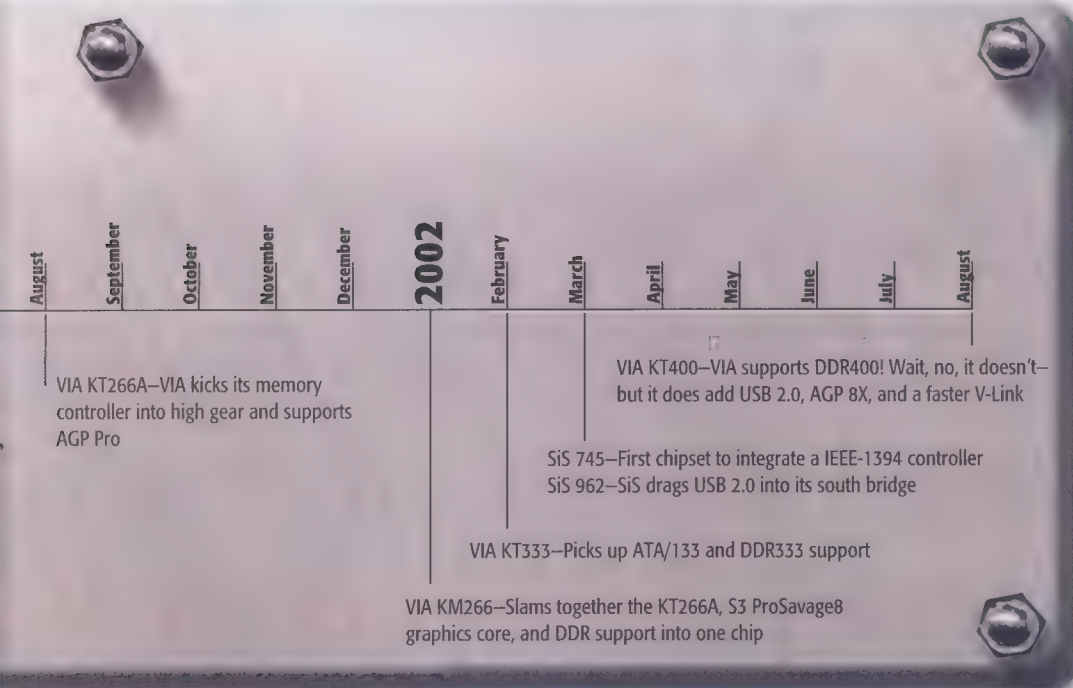 August
September
October
November
December
2002
February
March
April
May
June
July
August
VIA KT266A–VIA kicks its memory
controller into high gear and supports
AGP Pro
VIA KT400–VIA supports DDR400! Wait, no, it doesn't–
but it does add USB 2.0, AGP 8X, and a faster V-Link
SiS 745–First chipset to integrate a IEEE-1394 controller
SiS 962–SiS drags USB 2.0 into its south bridge
VIA KT333–Picks up ATA/133 and DDR333 support
VIA KM266–Slams together the KT266A, S3 ProSavage8
graphics core, and DDR support into one chip